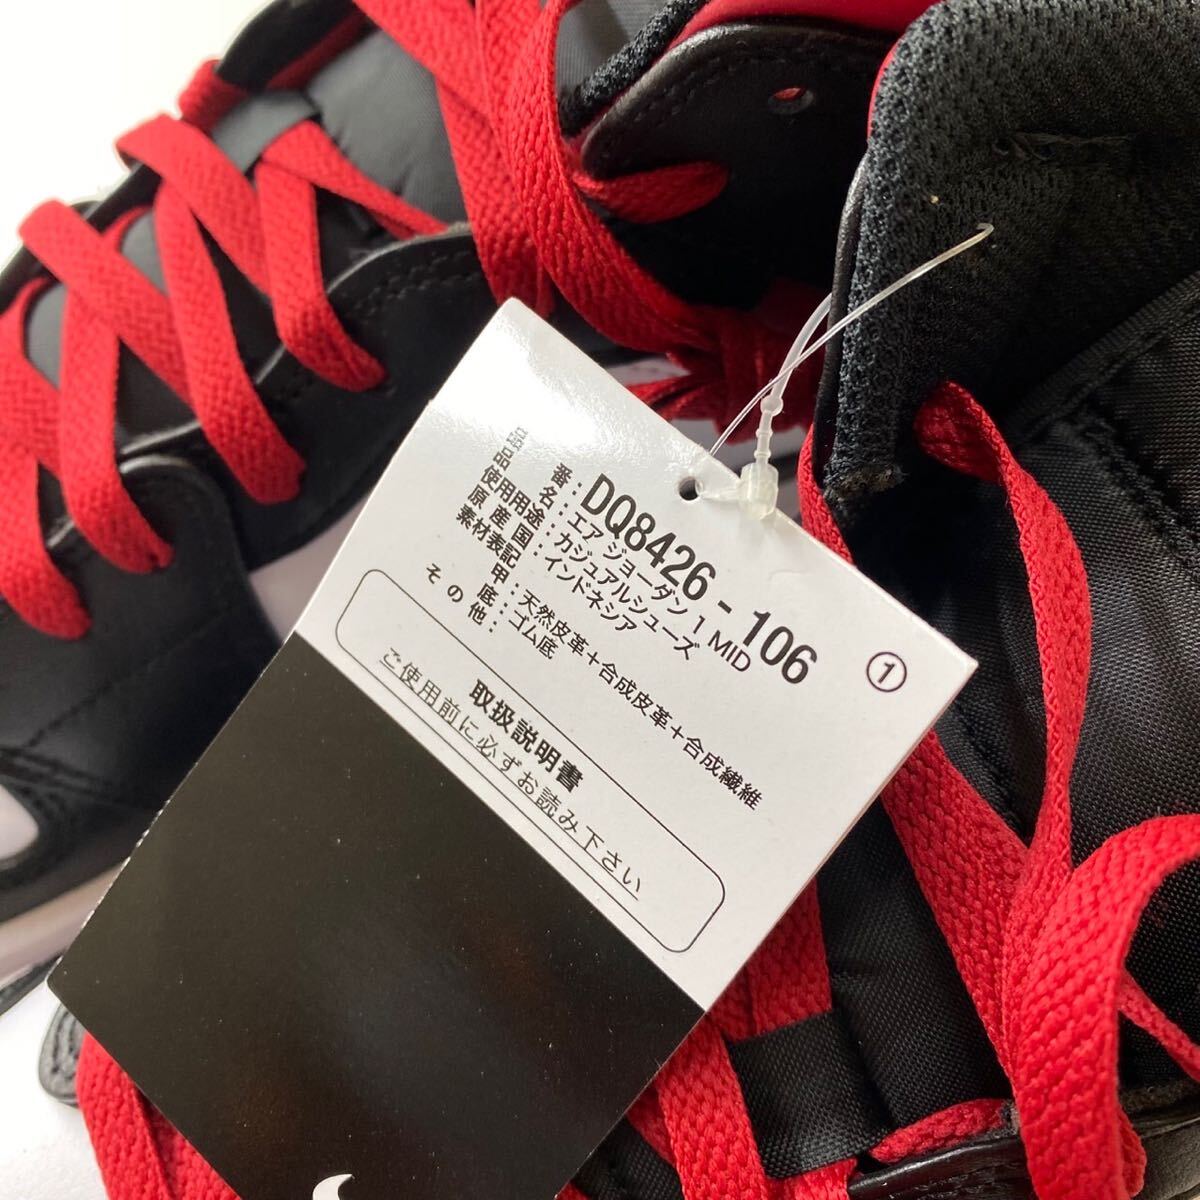 品番：DQ8426-106
品名：エア ジョーダン 1 MID
使用用途：カジュアルシューズ
原産国：インドネシア
素材表記
甲：天然皮革＋合成皮革＋合成繊維
底：ゴム底
その他：
①
取扱説明書
ご使用前に必ずお読み下さい